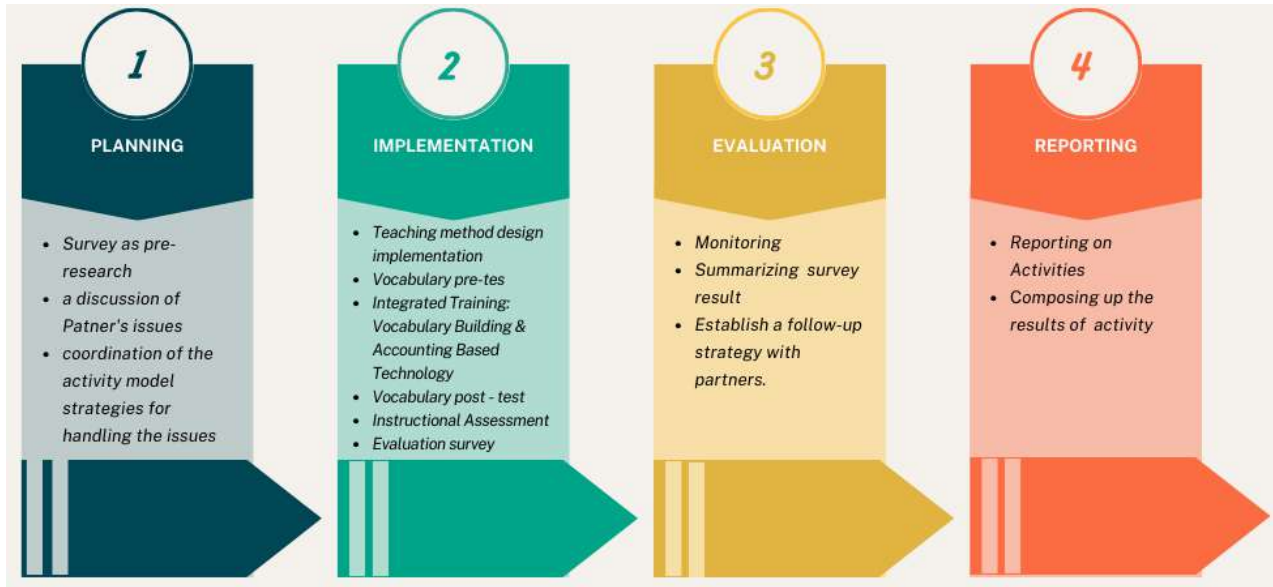 1
PLANNING
• Survey as pre-
research
• a discussion of
Patner's issues
• coordination of the
activity model
strategies for
handling the issues
2
IMPLEMENTATION
• Teaching method design
implementation
• Vocabulary pre-tes
• Integrated Training:
Vocabulary Building &
Accounting Based
Technology
• Vocabulary post - test
• Instructional Assessment
• Evaluation survey
3
EVALUATION
• Monitoring
• Summarizing survey
result
• Establish a follow-up
strategy with
partners.
4
REPORTING
• Reporting on
Activities
• Composing up the
results of activity